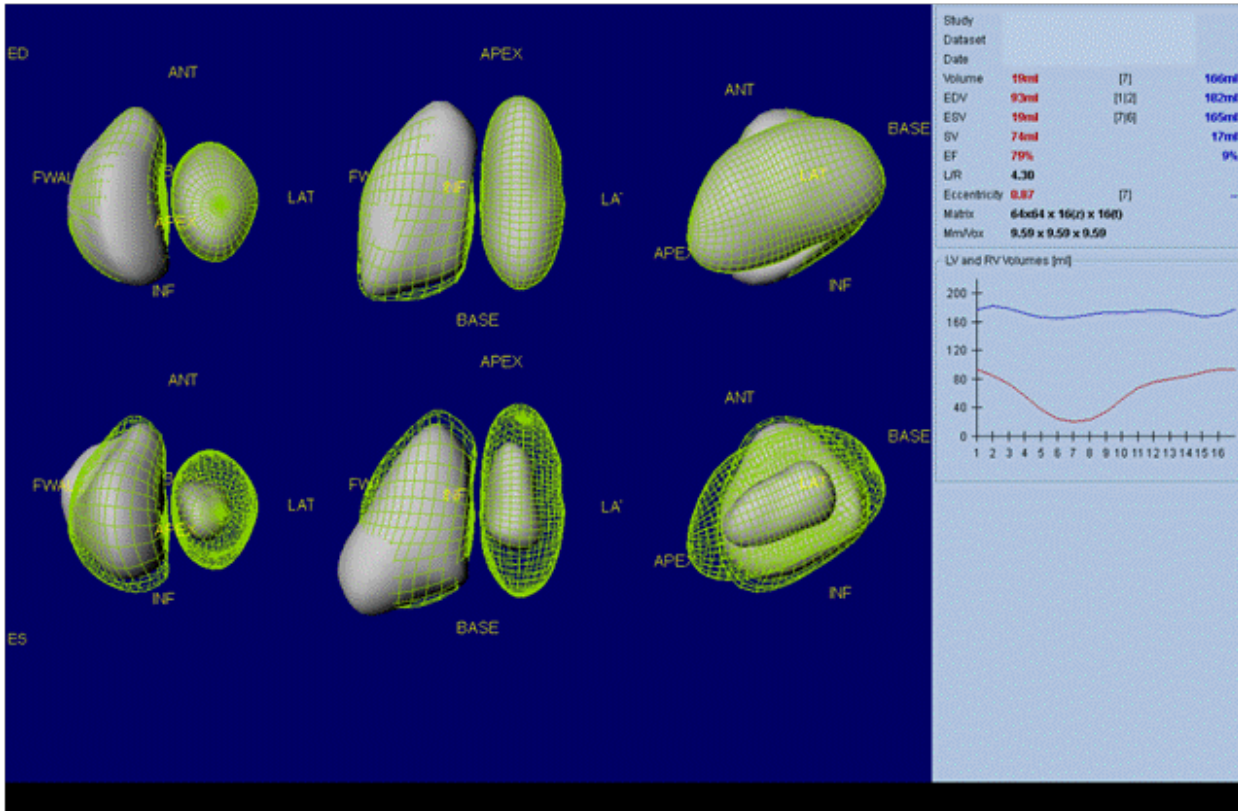 ED
ANT
FWAL
LAT
INF
APEX
INF
BASE
ANT
BASE
LAT
APEX
INF
ANT
FWAL
LAT
INF
ES
APEX
INF
BASE
ANT
BASE
LAT
APEX
INF
Study
Dataset
Date
Volume 19ml [7] 166ml
EDV 93ml [1|2] 182ml
ESV 19ml [7|6] 165ml
SV 74ml 17ml
EF 79% 9%
L/R 4.30
Eccentricity 0.87 [7] –
Matrix 64x64 x 16(z) x 16(t)
Mm/Vox 9.59 x 9.59 x 9.59
LV and RV Volumes [ml]
200
160
120
80
40
0
1 2 3 4 5 6 7 8 9 10 11 12 13 14 15 16